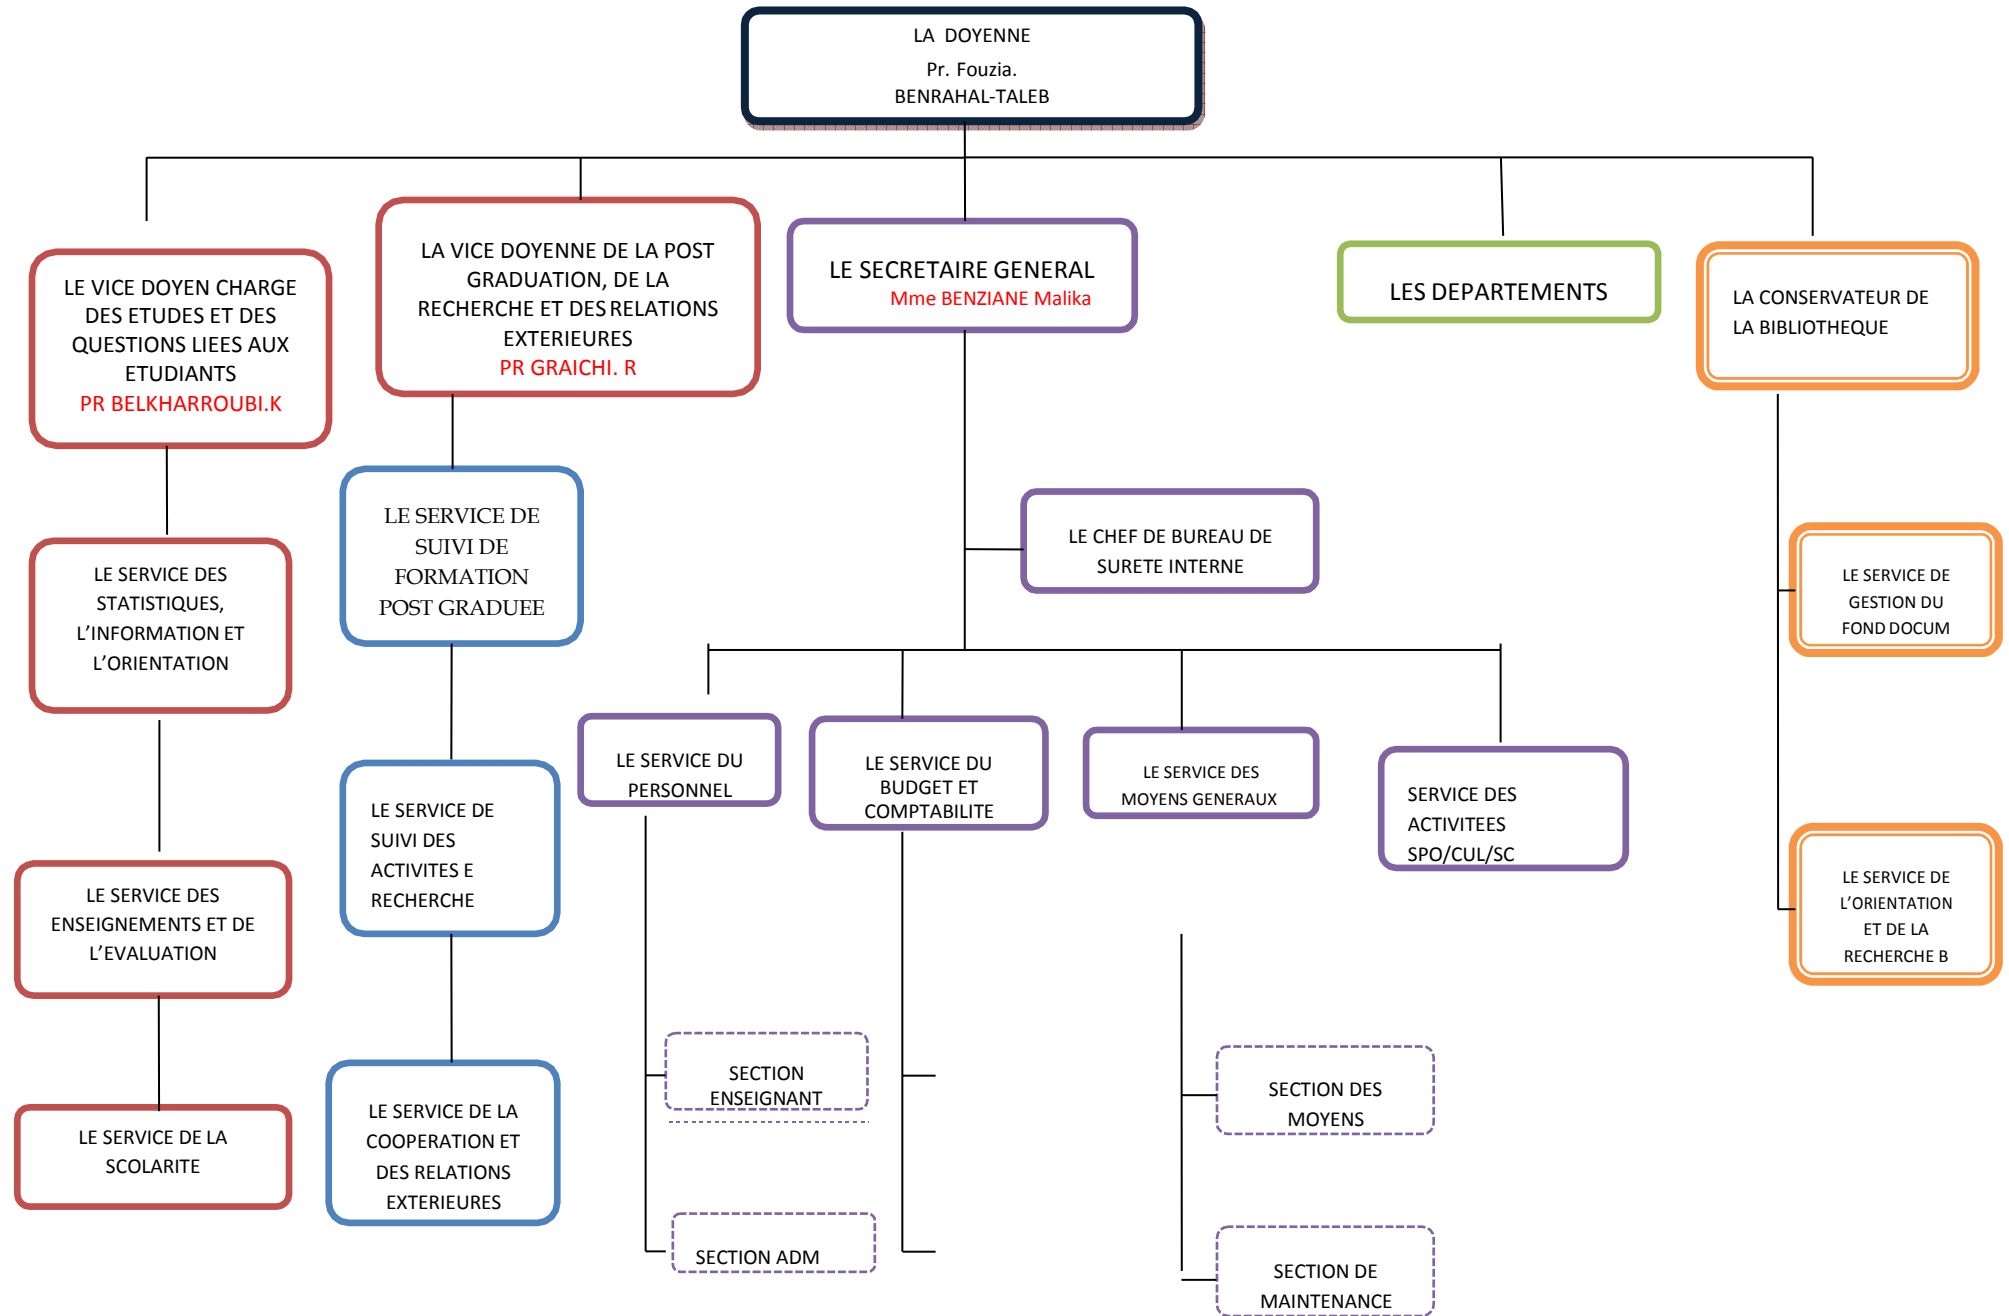 LA DOYENNE
Pr. Fouzia.
BENRAHAL-TALEB
LE VICE DOYEN CHARGE
DES ETUDES ET DES
QUESTIONS LIEES AUX
ETUDIANTS
PR BELKHARROUBI.K
LA VICE DOYENNE DE LA POST
GRADUATION, DE LA
RECHERCHE ET DES RELATIONS
EXTERIEURES
PR GRAICHI. R
LE SECRETAIRE GENERAL
Mme BENZIANE Malika
LES DEPARTEMENTS
LA CONSERVATEUR DE
LA BIBLIOTHEQUE
LE SERVICE DES
STATISTIQUES,
L’INFORMATION ET
L’ORIENTATION
LE SERVICE DE
SUIVI DE
FORMATION
POST GRADUEE
LE CHEF DE BUREAU DE
SURETE INTERNE
LE SERVICE DE
GESTION DU
FOND DOCUM
LE SERVICE DES
ENSEIGNEMENTS ET DE
L’EVALUATION
LE SERVICE DE
SUIVI DES
ACTIVITES E
RECHERCHE
LE SERVICE DU
PERSONNEL
LE SERVICE DU
BUDGET ET
COMPTABILITE
LE SERVICE DES
MOYENS GENERAUX
SERVICE DES
ACTIVITEES
SPO/CUL/SC
LE SERVICE DE
L’ORIENTATION
ET DE LA
RECHERCHE B
LE SERVICE DE LA
SCOLARITE
LE SERVICE DE LA
COOPERATION ET
DES RELATIONS
EXTERIEURES
SECTION
ENSEIGNANT
SECTION DES
MOYENS
SECTION ADM
SECTION DE
MAINTENANCE